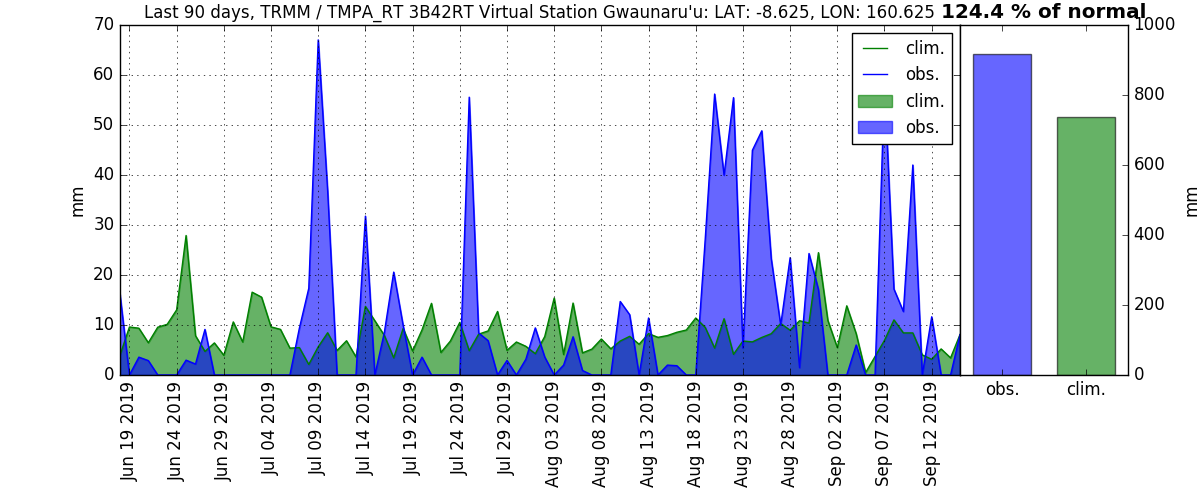 Last 90 days, TRMM / TMPA_RT 3B42RT Virtual Station Gwaunaru'u: LAT: -8.625, LON: 160.625 124.4 % of normal
70
60
50
40
30
20
10
0
mm
clim.
obs.
clim.
obs.
1000
800
600
400
200
0
mm
Jun 19 2019
Jun 24 2019
Jun 29 2019
Jul 04 2019
Jul 09 2019
Jul 14 2019
Jul 19 2019
Jul 24 2019
Jul 29 2019
Aug 03 2019
Aug 08 2019
Aug 13 2019
Aug 18 2019
Aug 23 2019
Aug 28 2019
Sep 02 2019
Sep 07 2019
Sep 12 2019
obs.
clim.